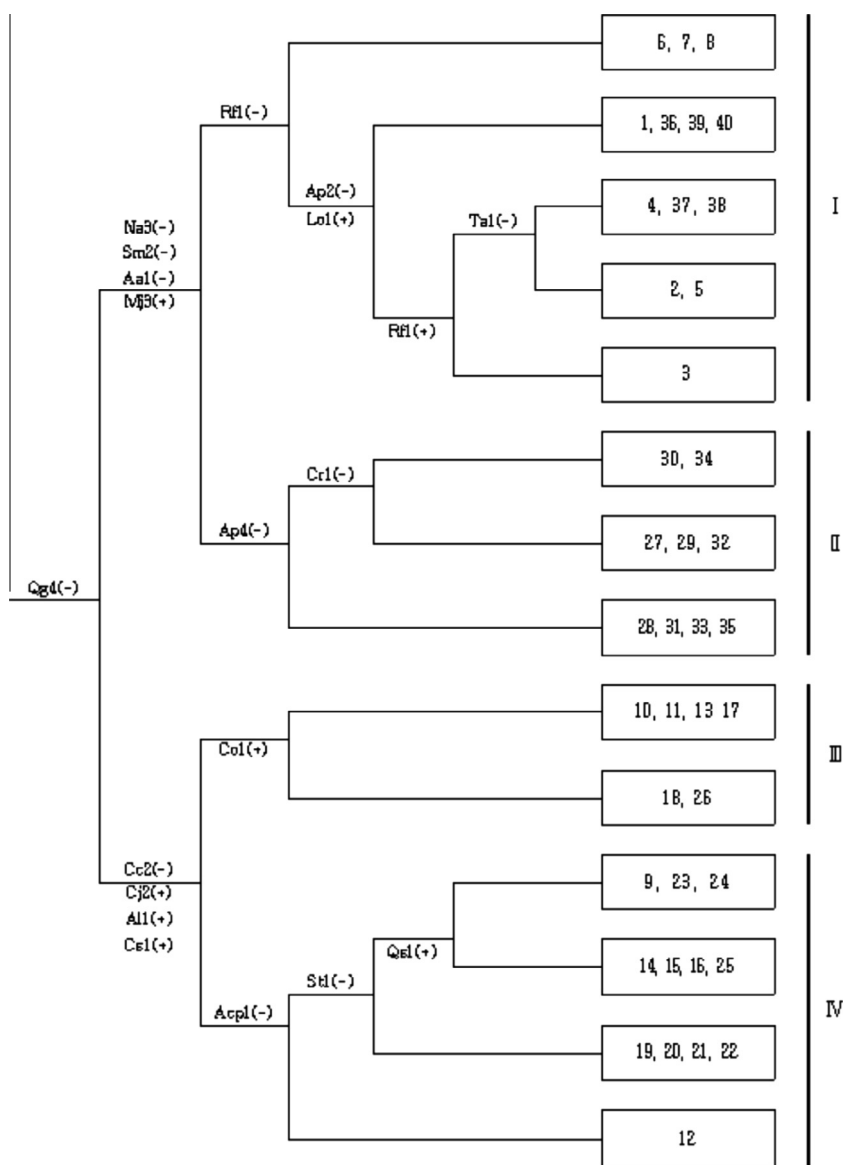 6, 7, 8
Rf1(-)
1, 36, 39, 40
Ap2(-)
Lo1(+)
4, 37, 38
Ta1(-)
I
Na3(-)
Sm2(-)
Aa1(-)
Mj3(+)
2, 5
Rf1(+)
3
30, 34
Cr1(-)
Ap4(-)
27, 29, 32
II
Qg4(-)
28, 31, 33, 35
10, 11, 13 17
Co1(+)
III
18, 26
Cc2(-)
Cj2(+)
Al1(+)
Cs1(+)
9, 23, 24
Qs1(+)
14, 15, 16, 25
St1(-)
Acp1(-)
IV
19, 20, 21, 22
12